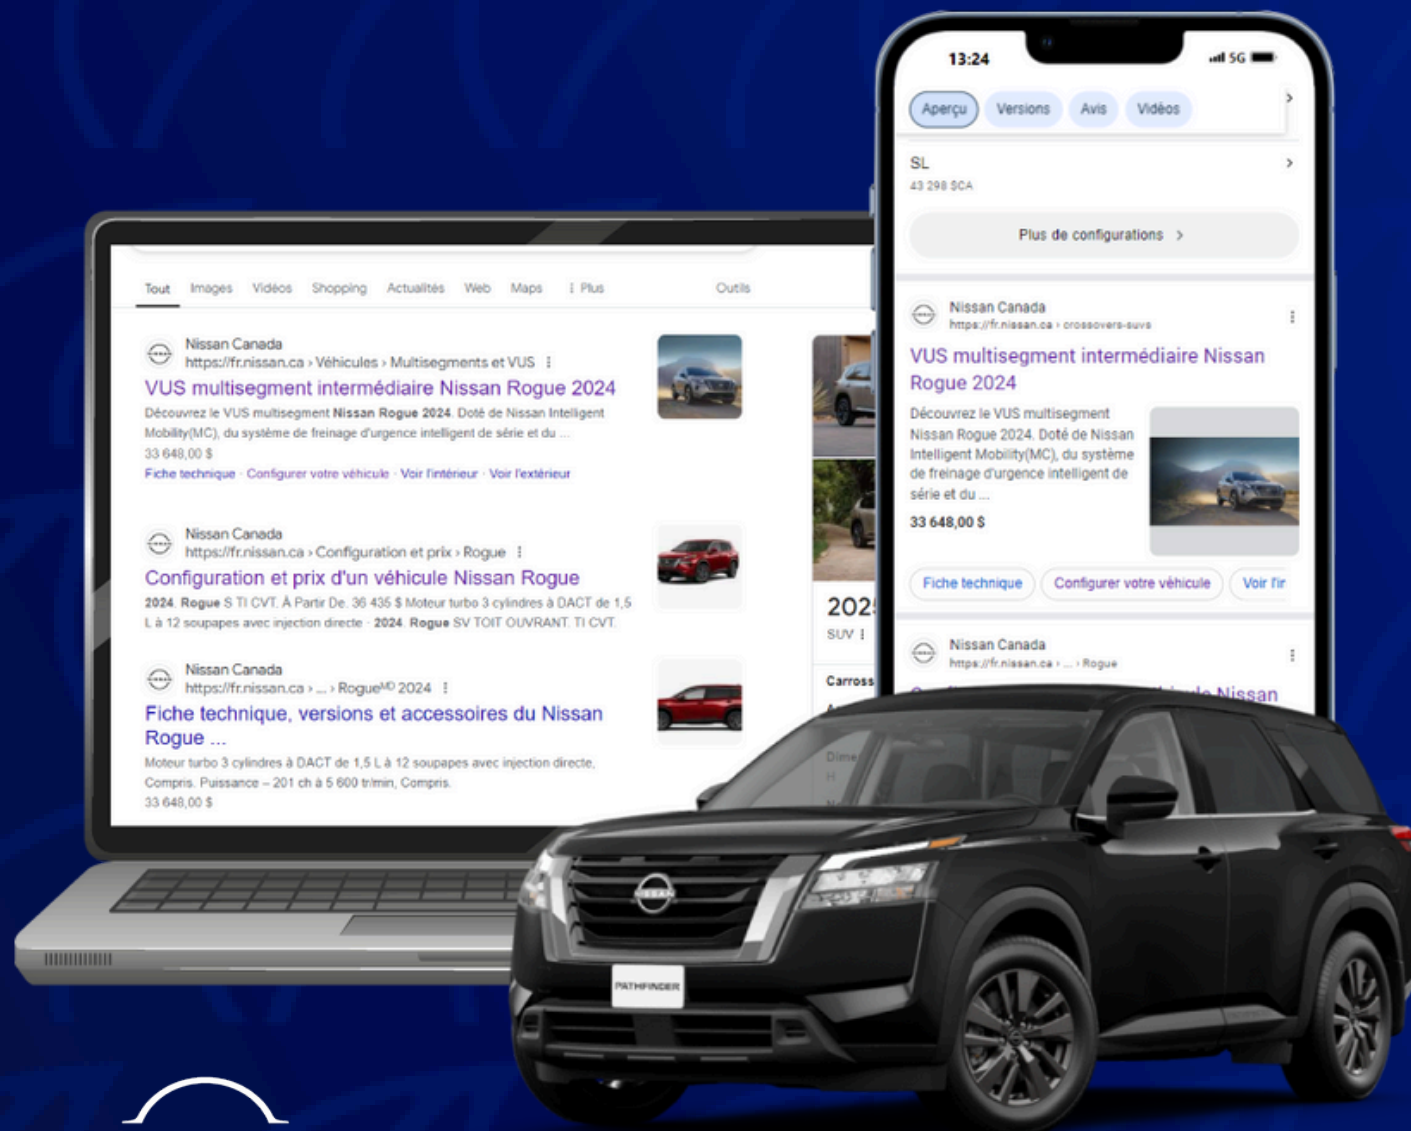 Tout Images Vidéos Shopping Actualités Web Maps Plus Outils
Nissan Canada
https://fr.nissan.ca › Véhicules › Multisegments et VUS
VUS multisegment intermédiaire Nissan Rogue 2024
Découvrez le VUS multisegment Nissan Rogue 2024. Doté de Nissan Intelligent
Mobility(MC), du système de freinage d'urgence intelligent de série et du ...
33 648,00 $
Fiche technique · Configurer votre véhicule · Voir l'intérieur · Voir l'extérieur
Nissan Canada
https://fr.nissan.ca › Configuration et prix › Rogue
Configuration et prix d'un véhicule Nissan Rogue
2024. Rogue S TI CVT. À Partir De. 36 435 $ Moteur turbo 3 cylindres à DACT de 1,5
L à 12 soupapes avec injection directe · 2024. Rogue SV TOIT OUVRANT. TI CVT.
Nissan Canada
https://fr.nissan.ca › ... › Rogueᴹᴰ 2024
Fiche technique, versions et accessoires du Nissan
Rogue ...
Moteur turbo 3 cylindres à DACT de 1,5 L à 12 soupapes avec injection directe,
Compris. Puissance – 201 ch à 5 600 tr/min, Compris.
33 648,00 $
SUV
Carross
Dime
H
13:24
5G
Aperçu Versions Avis Vidéos
SL
43 298 $CA
Plus de configurations
Nissan Canada
https://fr.nissan.ca › crossovers-suvs
VUS multisegment intermédiaire Nissan
Rogue 2024
Découvrez le VUS multisegment
Nissan Rogue 2024. Doté de Nissan
Intelligent Mobility(MC), du système
de freinage d'urgence intelligent de
série et du ...
33 648,00 $
Fiche technique Configurer votre véhicule Voir l'in
Nissan Canada
https://fr.nissan.ca › ... › Rogue
Nissan
NISSAN
PATHFINDER